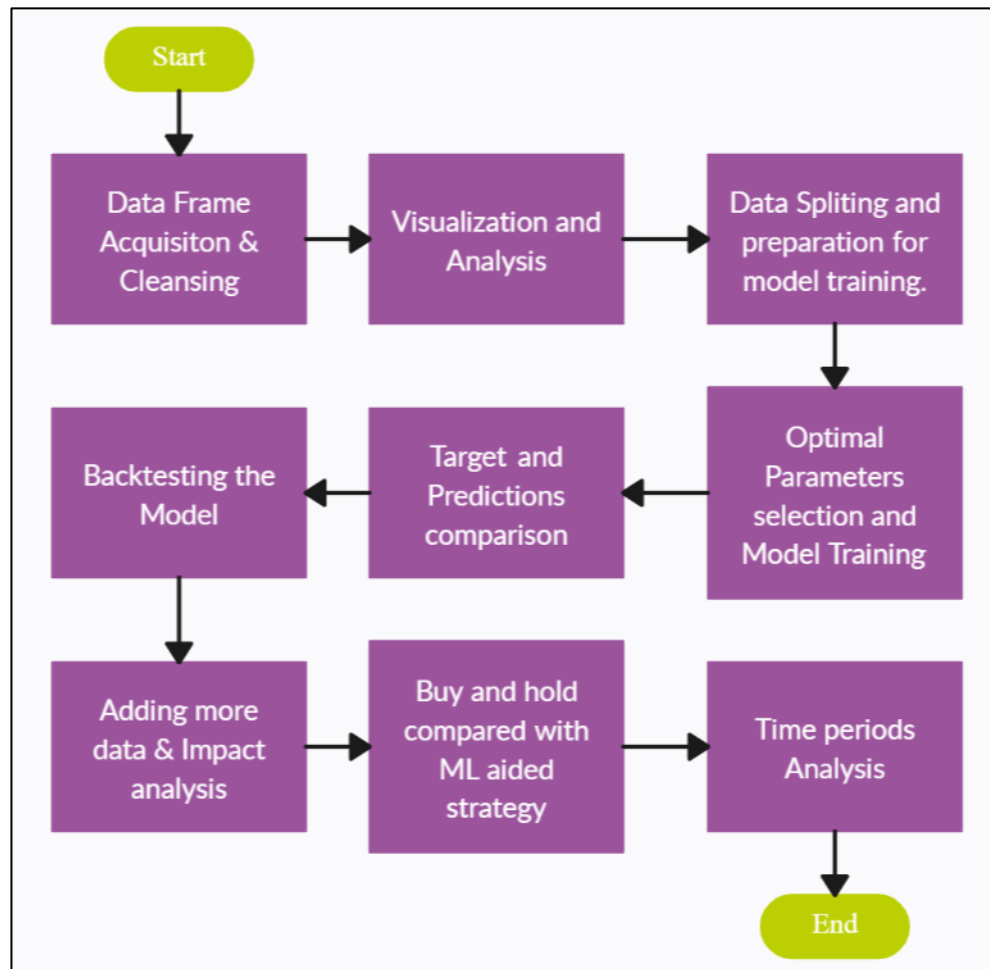 Start
Data Frame
Acquisiton &
Cleansing
Visualization and
Analysis
Data Spliting and
preparation for
model training.
Optimal
Parameters
selection and
Model Training
Target and
Predictions
comparison
Backtesting the
Model
Adding more
data & Impact
analysis
Buy and hold
compared with
ML aided
strategy
Time periods
Analysis
End